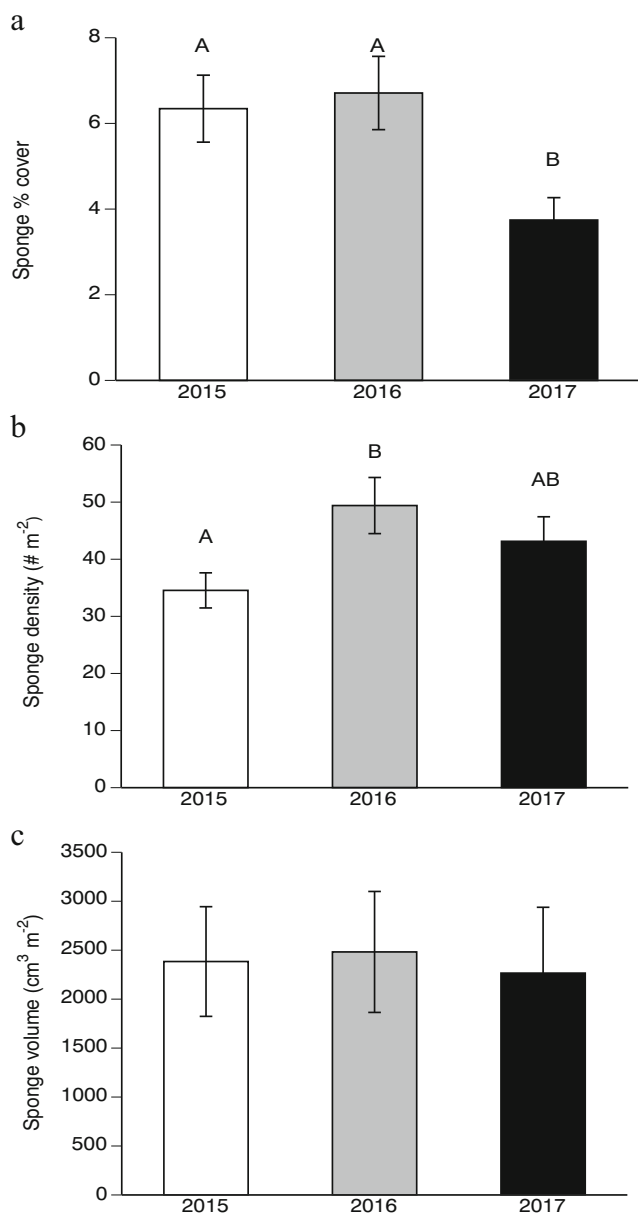 a
Sponge % cover
8
6
4
2
0
A
A
B
2015 2016 2017
b
Sponge density (# m⁻²)
60
50
40
30
20
10
0
A
B
AB
2015 2016 2017
c
Sponge volume (cm³ m⁻²)
3500
3000
2500
2000
1500
1000
500
0
2015 2016 2017